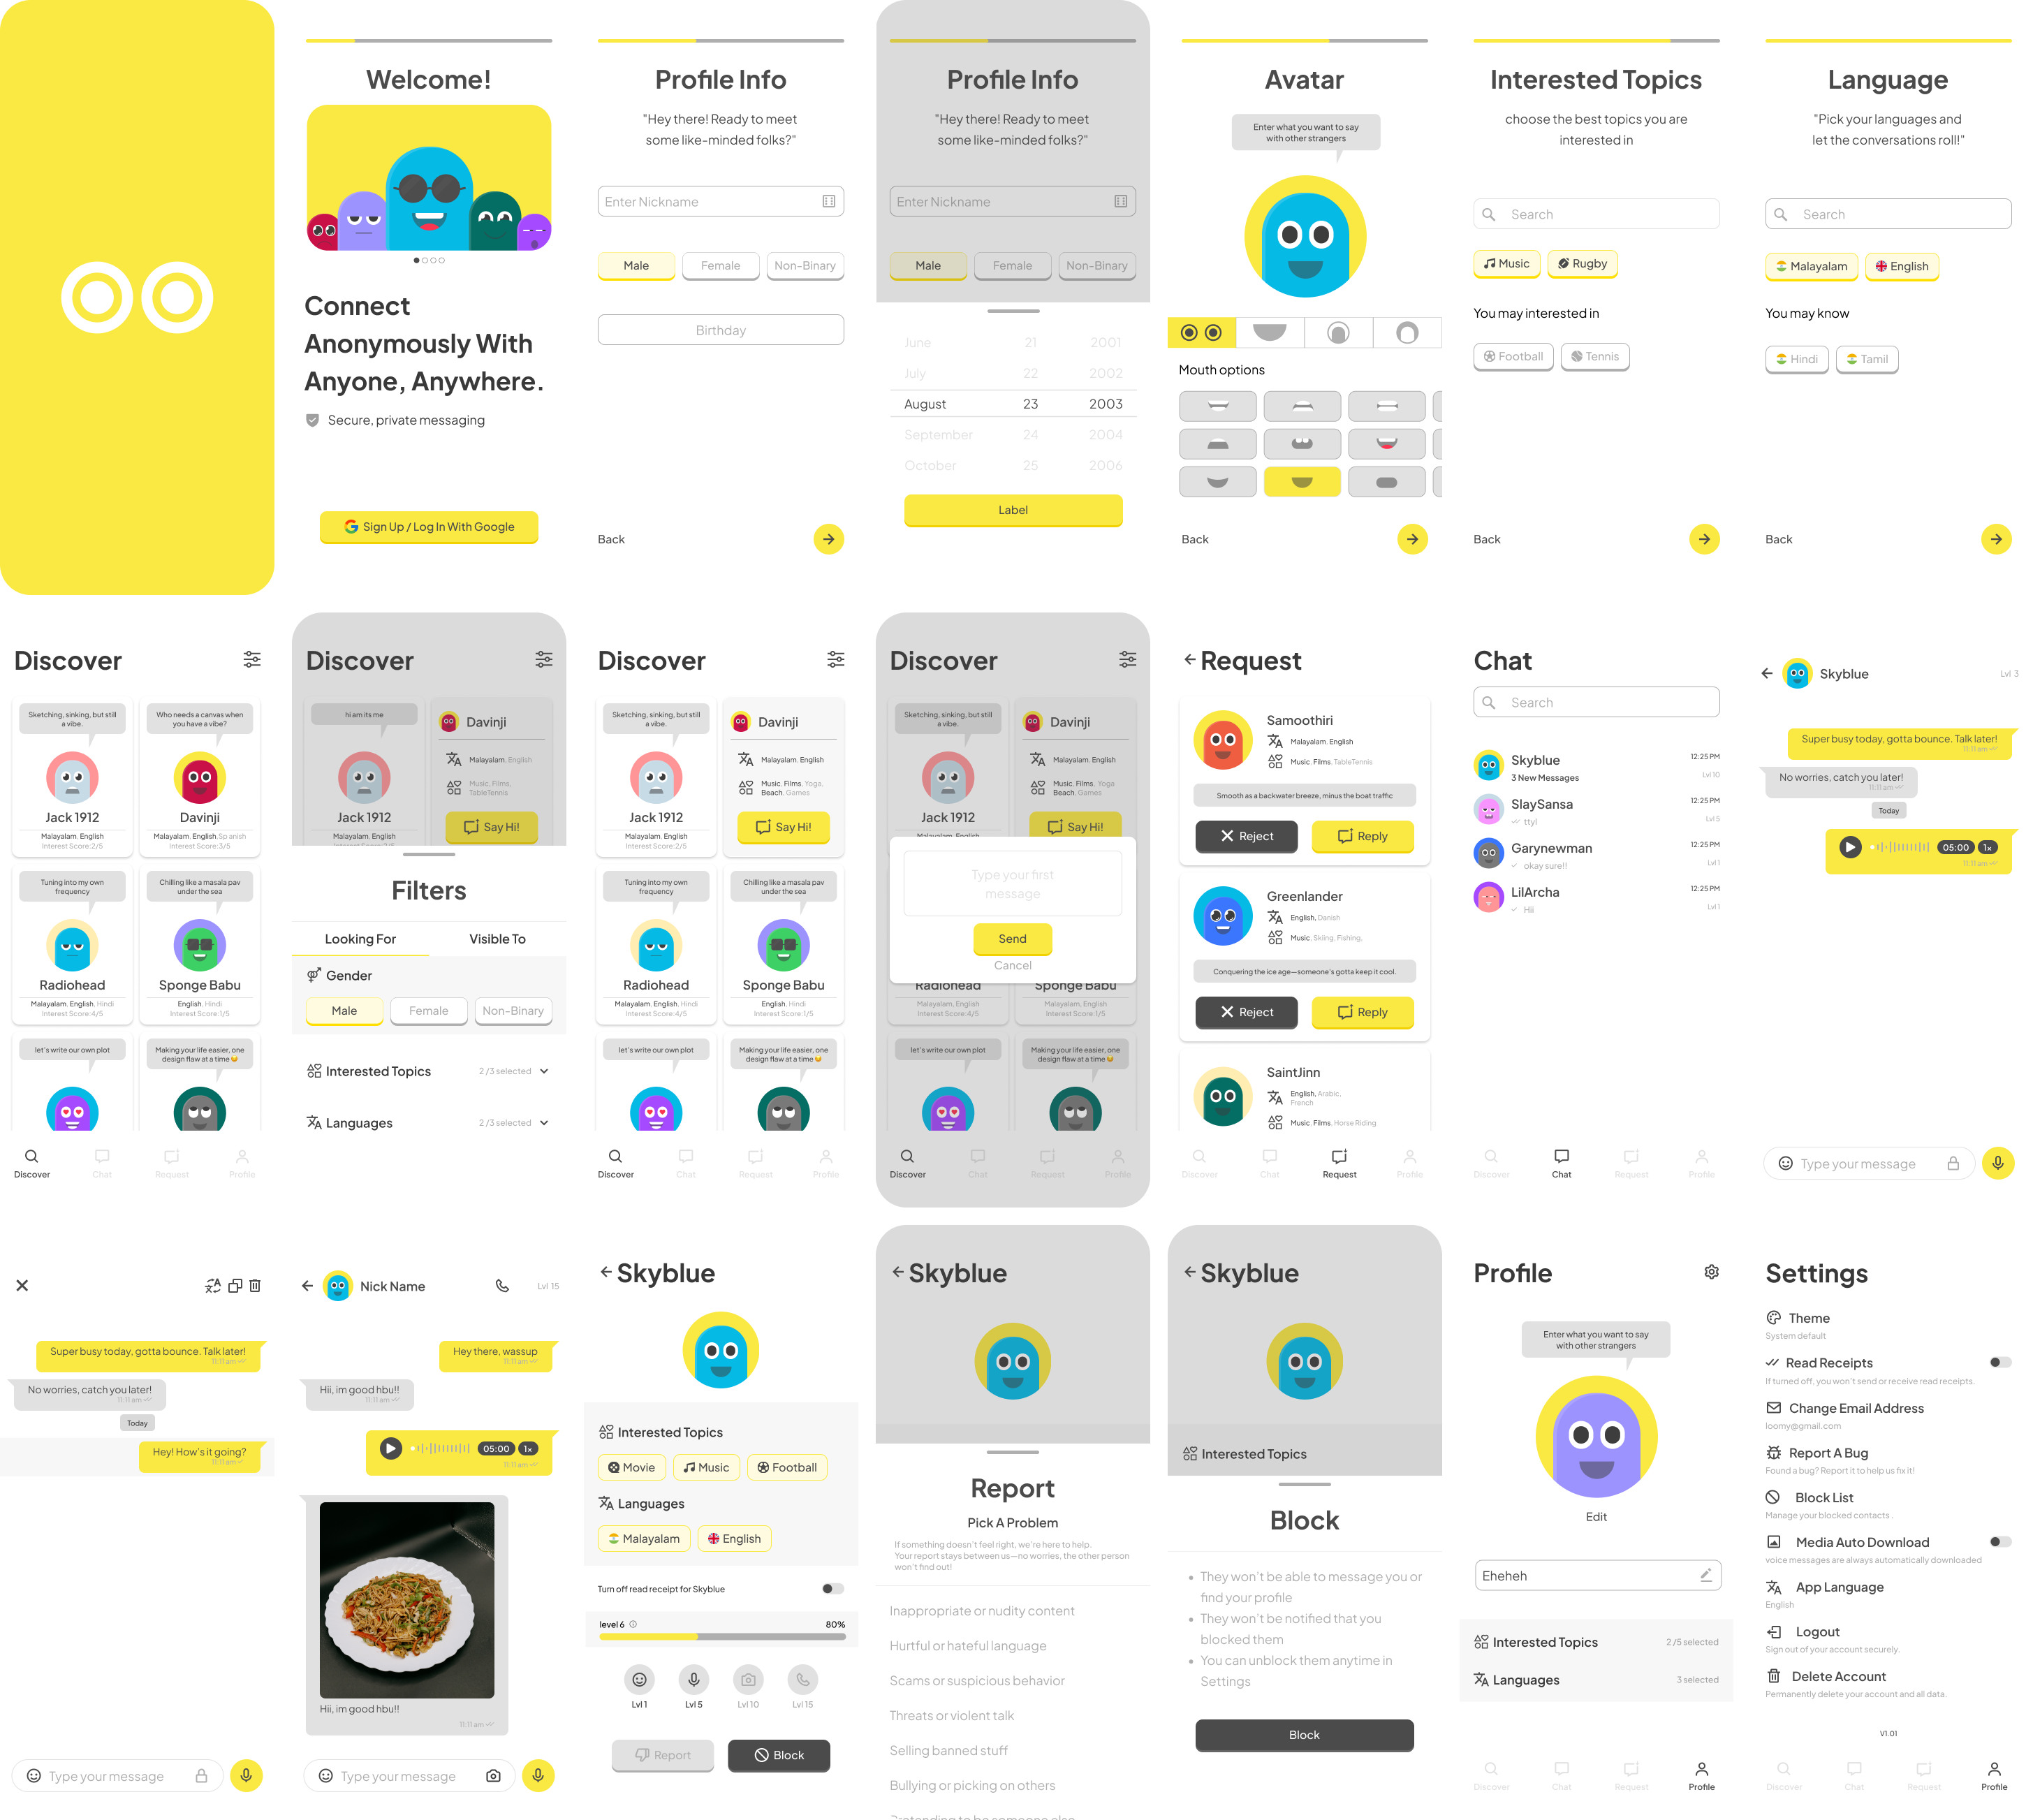 Welcome!
Connect
Anonymously With
Anyone, Anywhere.
Secure, private messaging
Sign Up / Log In With Google
Profile Info
"Hey there! Ready to meet
some like-minded folks?"
Enter Nickname
Male
Female
Non-Binary
Birthday
Back
Profile Info
"Hey there! Ready to meet
some like-minded folks?"
Enter Nickname
Male
Female
Non-Binary
June 21 2001
July 22 2002
August 23 2003
September 24 2004
October 25 2006
Label
Avatar
Enter what you want to say
with other strangers
Mouth options
Back
Interested Topics
choose the best topics you are
interested in
Search
Music
Rugby
You may interested in
Football
Tennis
Back
Language
"Pick your languages and
let the conversations roll!"
Search
Malayalam
English
You may know
Hindi
Tamil
Back
Discover
Sketching, sinking, but still
a vibe.
Jack 1912
Malayalam, English
Interest Score:2/5
Who needs a canvas when
you have a vibe?
Davinji
Malayalam, English,Sp anish
Interest Score:3/5
Tuning into my own
frequency
Radiohead
Malayalam, English, Hindi
Interest Score:4/5
Chilling like a masala pav
under the sea
Sponge Babu
English, Hindi
Interest Score:1/5
let's write our own plot
Making your life easier, one
design flaw at a time
Discover
Chat
Request
Profile
Discover
hi am its me
Jack 1912
Malayalam, English
Davinji
Malayalam, English
Music, Films,
TableTennis
Say Hi!
Filters
Looking For
Visible To
Gender
Male
Female
Non-Binary
Interested Topics
2 /3 selected
Languages
2 /3 selected
Discover
Sketching, sinking, but still
a vibe.
Jack 1912
Malayalam, English
Interest Score:2/5
Davinji
Malayalam, English
Music, Films, Yoga,
Beach, Games
Say Hi!
Tuning into my own
frequency
Radiohead
Malayalam, English, Hindi
Interest Score:4/5
Chilling like a masala pav
under the sea
Sponge Babu
English, Hindi
Interest Score:1/5
let's write our own plot
Making your life easier, one
design flaw at a time
Discover
Chat
Request
Profile
Discover
Sketching, sinking, but still
a vibe.
Jack 1912
Malayalam, English
Davinji
Malayalam, English
Music, Films, Yoga
Beach, Games
Say Hi!
Type your first
message
Send
Cancel
Radiohead
Malayalam, English
Interest Score:4/5
Sponge Babu
Malayalam, English
Interest Score:1/5
let's write our own plot
Making your life easier, one
design flaw at a time
Discover
Chat
Request
Profile
Request
Samoothiri
Malayalam, English
Music, Films, TableTennis
Smooth as a backwater breeze, minus the boat traffic
Reject
Reply
Greenlander
English, Danish
Music, Skiing, Fishing,
Conquering the ice age—someone's gotta keep it cool.
Reject
Reply
SaintJinn
English, Arabic,
French
Music, Films, Horse Riding
Discover
Chat
Request
Profile
Chat
Search
Skyblue
12:25 PM
3 New Messages
Lvl 10
SlaySansa
12:25 PM
ttyl
Lvl 5
Garynewman
12:25 PM
okay sure!!
Lvl 1
LilArcha
12:25 PM
Hii
Lvl 1
Discover
Chat
Request
Profile
Skyblue
Lvl 3
Super busy today, gotta bounce. Talk later!
11:11 am
No worries, catch you later!
11:11 am
Today
05:00
1x
11:11 am
Type your message
Super busy today, gotta bounce. Talk later!
11:11 am
No worries, catch you later!
11:11 am
Today
Hey! How's it going?
11:11 am
Type your message
Nick Name
Lvl 15
Hey there, wassup
11:11 am
Hii, im good hbu!!
11:11 am
05:00
1x
11:11 am
Hii, im good hbu!!
11:11 am
Type your message
Skyblue
Interested Topics
Movie
Music
Football
Languages
Malayalam
English
Turn off read receipt for Skyblue
level 6
80%
Lvl 1
Lvl 5
Lvl 10
Lvl 15
Report
Block
Skyblue
Report
Pick A Problem
If something doesn't feel right, we're here to help.
Your report stays between us—no worries, the other person
won't find out!
Inappropriate or nudity content
Hurtful or hateful language
Scams or suspicious behavior
Threats or violent talk
Selling banned stuff
Bullying or picking on others
Pretending to be someone else
Skyblue
Interested Topics
Block
They won't be able to message you or
find your profile
They won't be notified that you
blocked them
You can unblock them anytime in
Settings
Block
Profile
Enter what you want to say
with other strangers
Edit
Eheheh
Interested Topics
2 /5 selected
Languages
3 selected
Discover
Chat
Request
Profile
Settings
Theme
System default
Read Receipts
If turned off, you won't send or receive read receipts.
Change Email Address
loomy@gmail.com
Report A Bug
Found a bug? Report it to help us fix it!
Block List
Manage your blocked contacts .
Media Auto Download
voice messages are always automatically downloaded
App Language
English
Logout
Sign out of your account securely.
Delete Account
Permanently delete your account and all data.
V1.01
Discover
Chat
Request
Profile